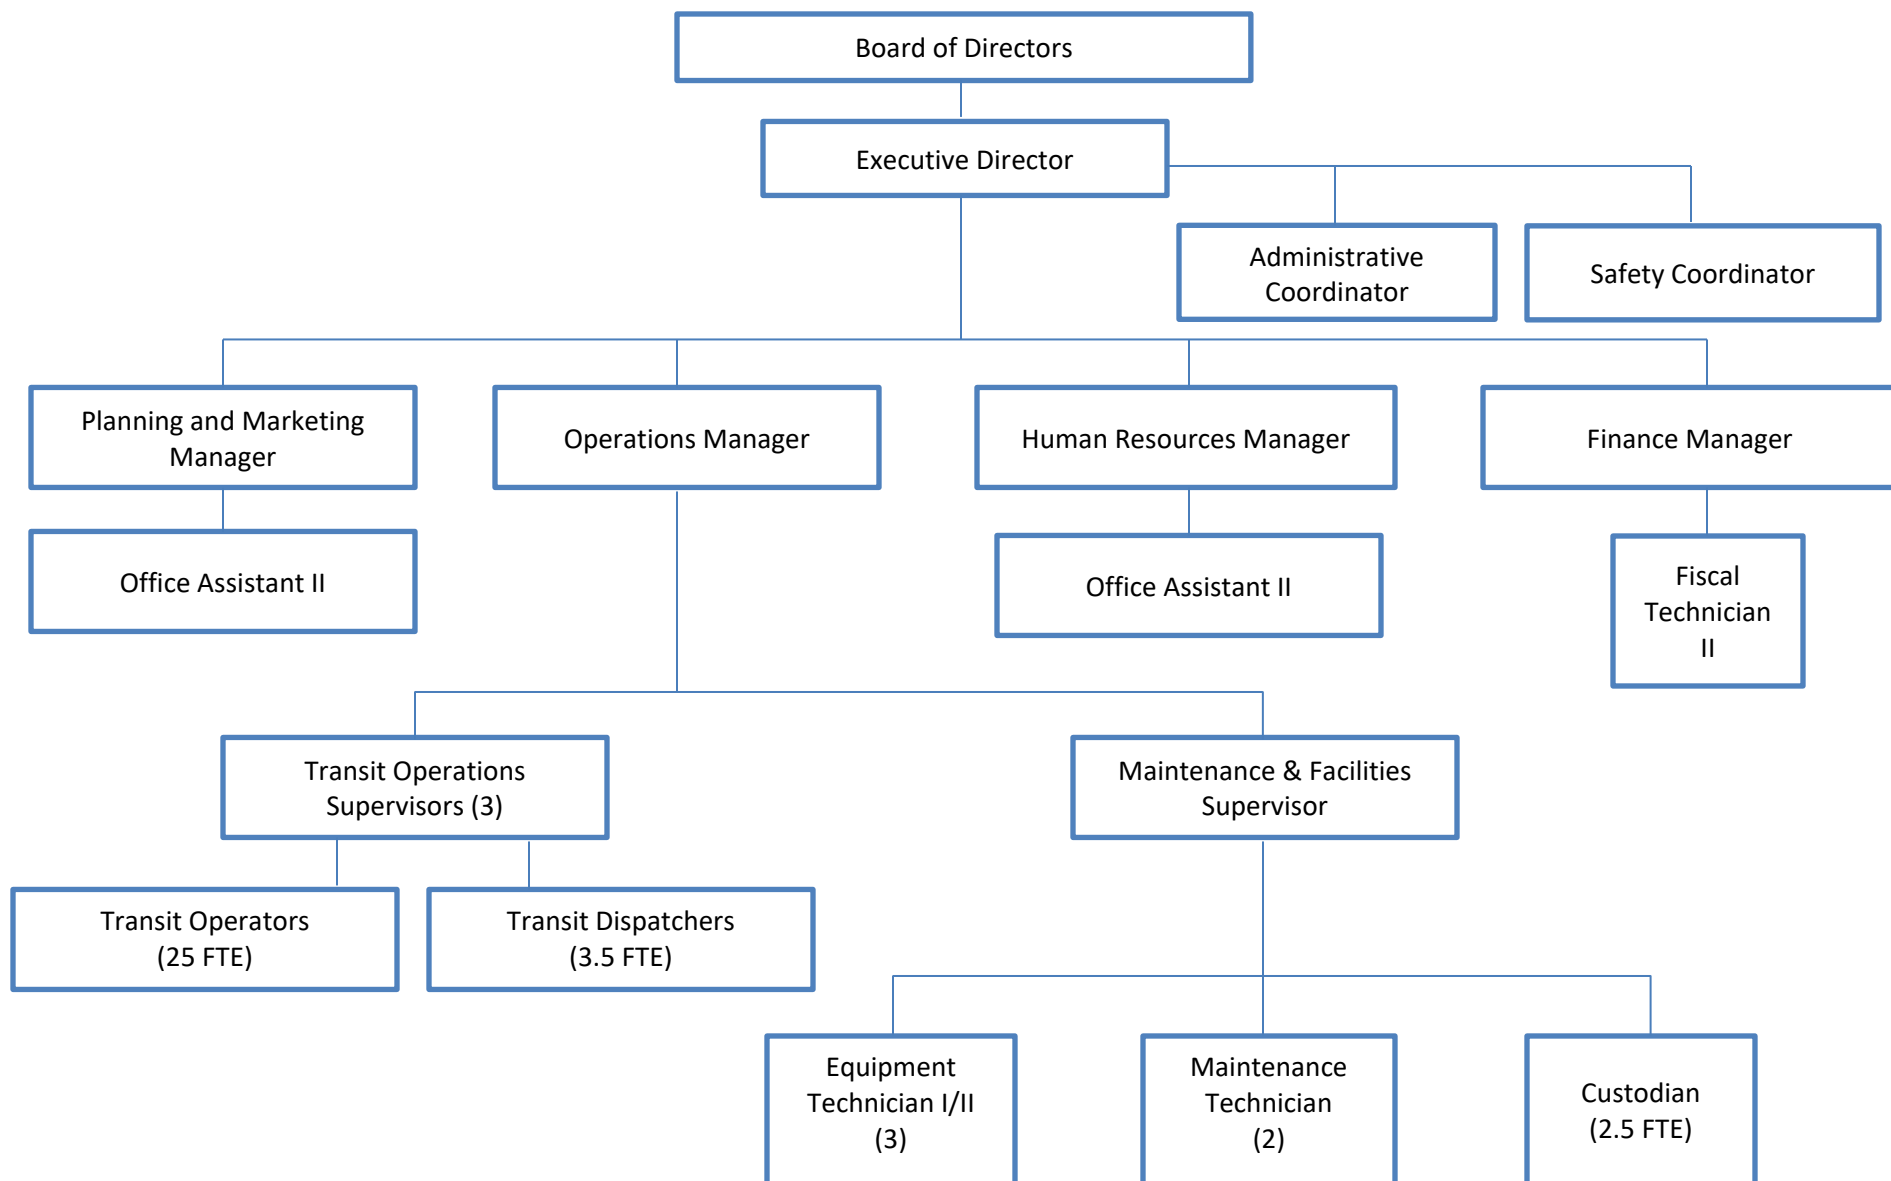 Board of Directors
Executive Director
Administrative
Coordinator
Safety Coordinator
Planning and Marketing
Manager
Operations Manager
Human Resources Manager
Finance Manager
Office Assistant II
Office Assistant II
Fiscal
Technician
II
Transit Operations
Supervisors (3)
Maintenance & Facilities
Supervisor
Transit Operators
(25 FTE)
Transit Dispatchers
(3.5 FTE)
Equipment
Technician I/II
(3)
Maintenance
Technician
(2)
Custodian
(2.5 FTE)